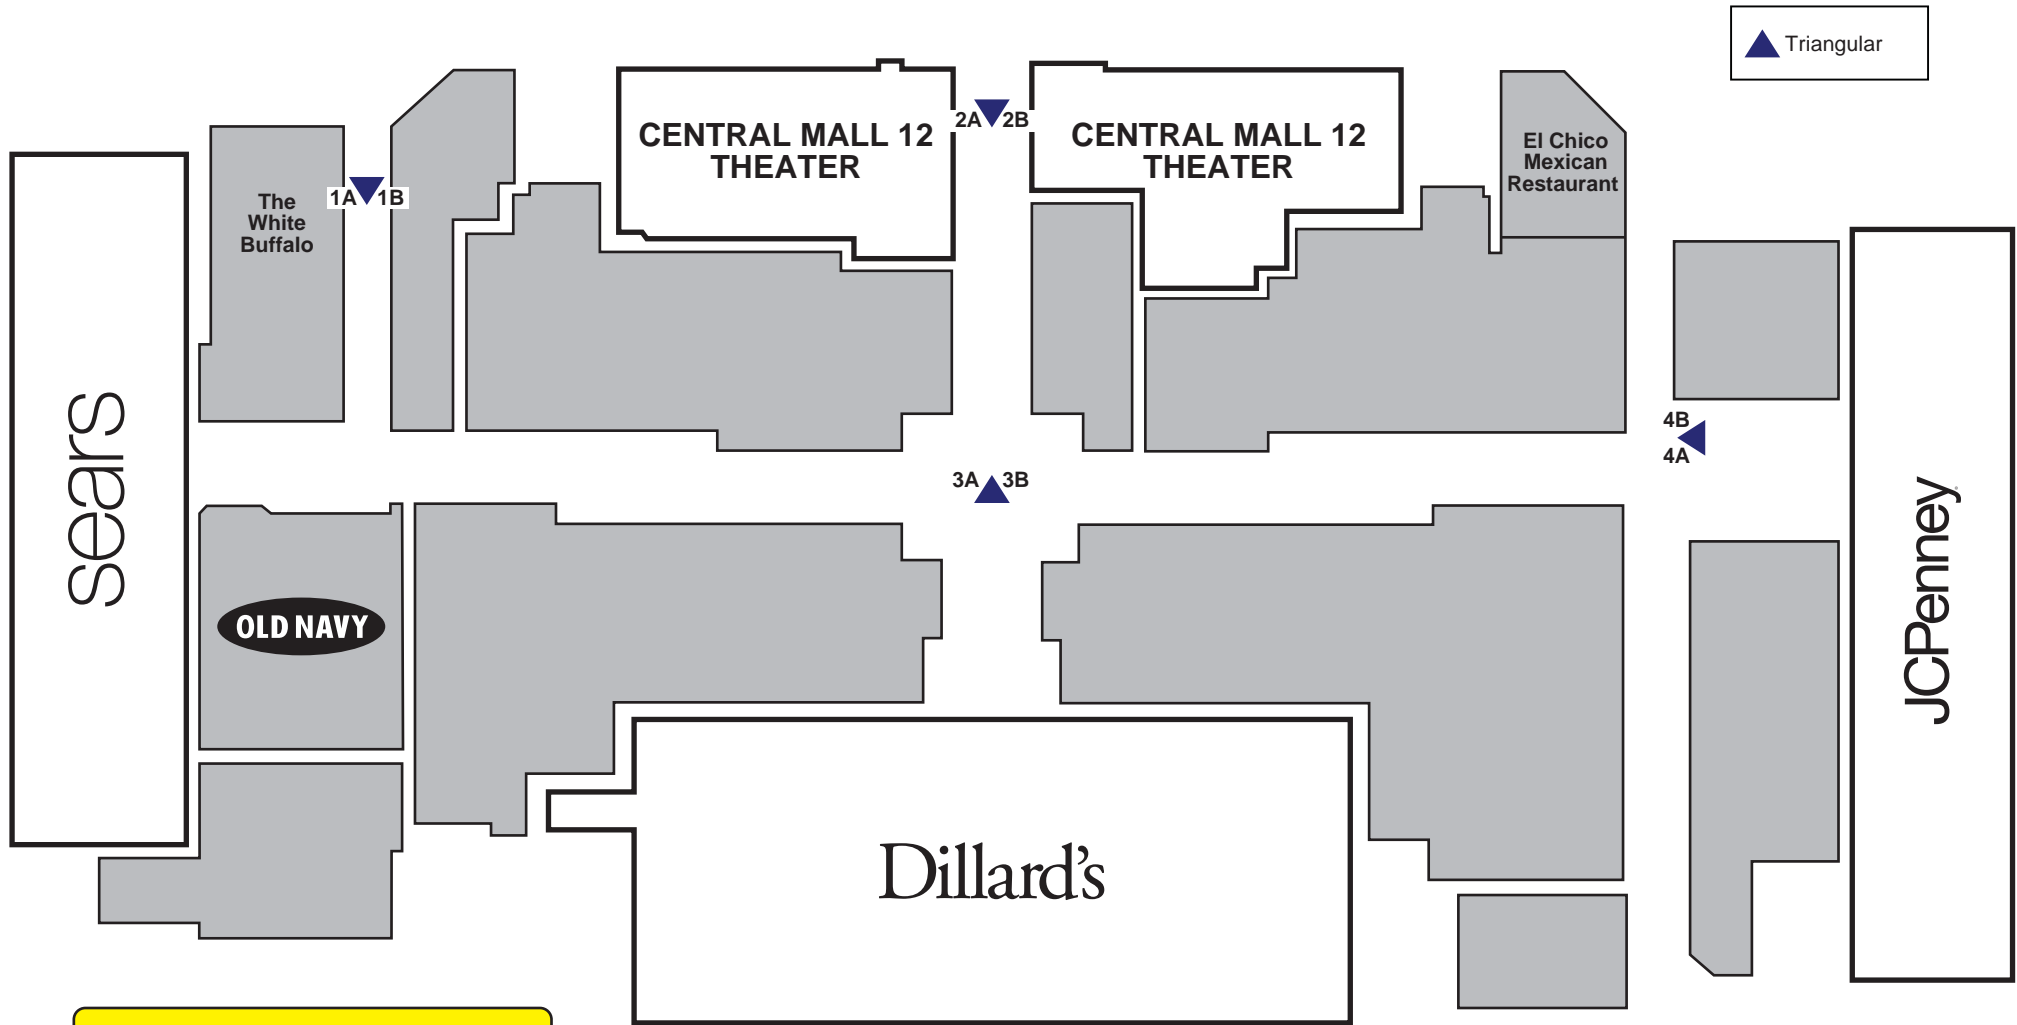 Triangular
CENTRAL MALL 12
THEATER
2A 2B
CENTRAL MALL 12
THEATER
El Chico
Mexican
Restaurant
The
White
Buffalo
1A 1B
sears
4B
4A
3A 3B
JCPenney
OLD NAVY
Dillard's